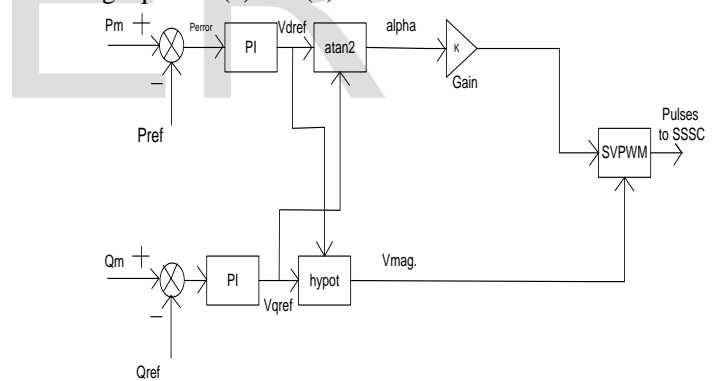 Pm +
Perror
Vdref
alpha
PI
atan2
K
Gain
−
Pref
Pulses
to SSSC
SVPWM
Qm +
PI
hypot
Vmag.
Vqref
−
Qref